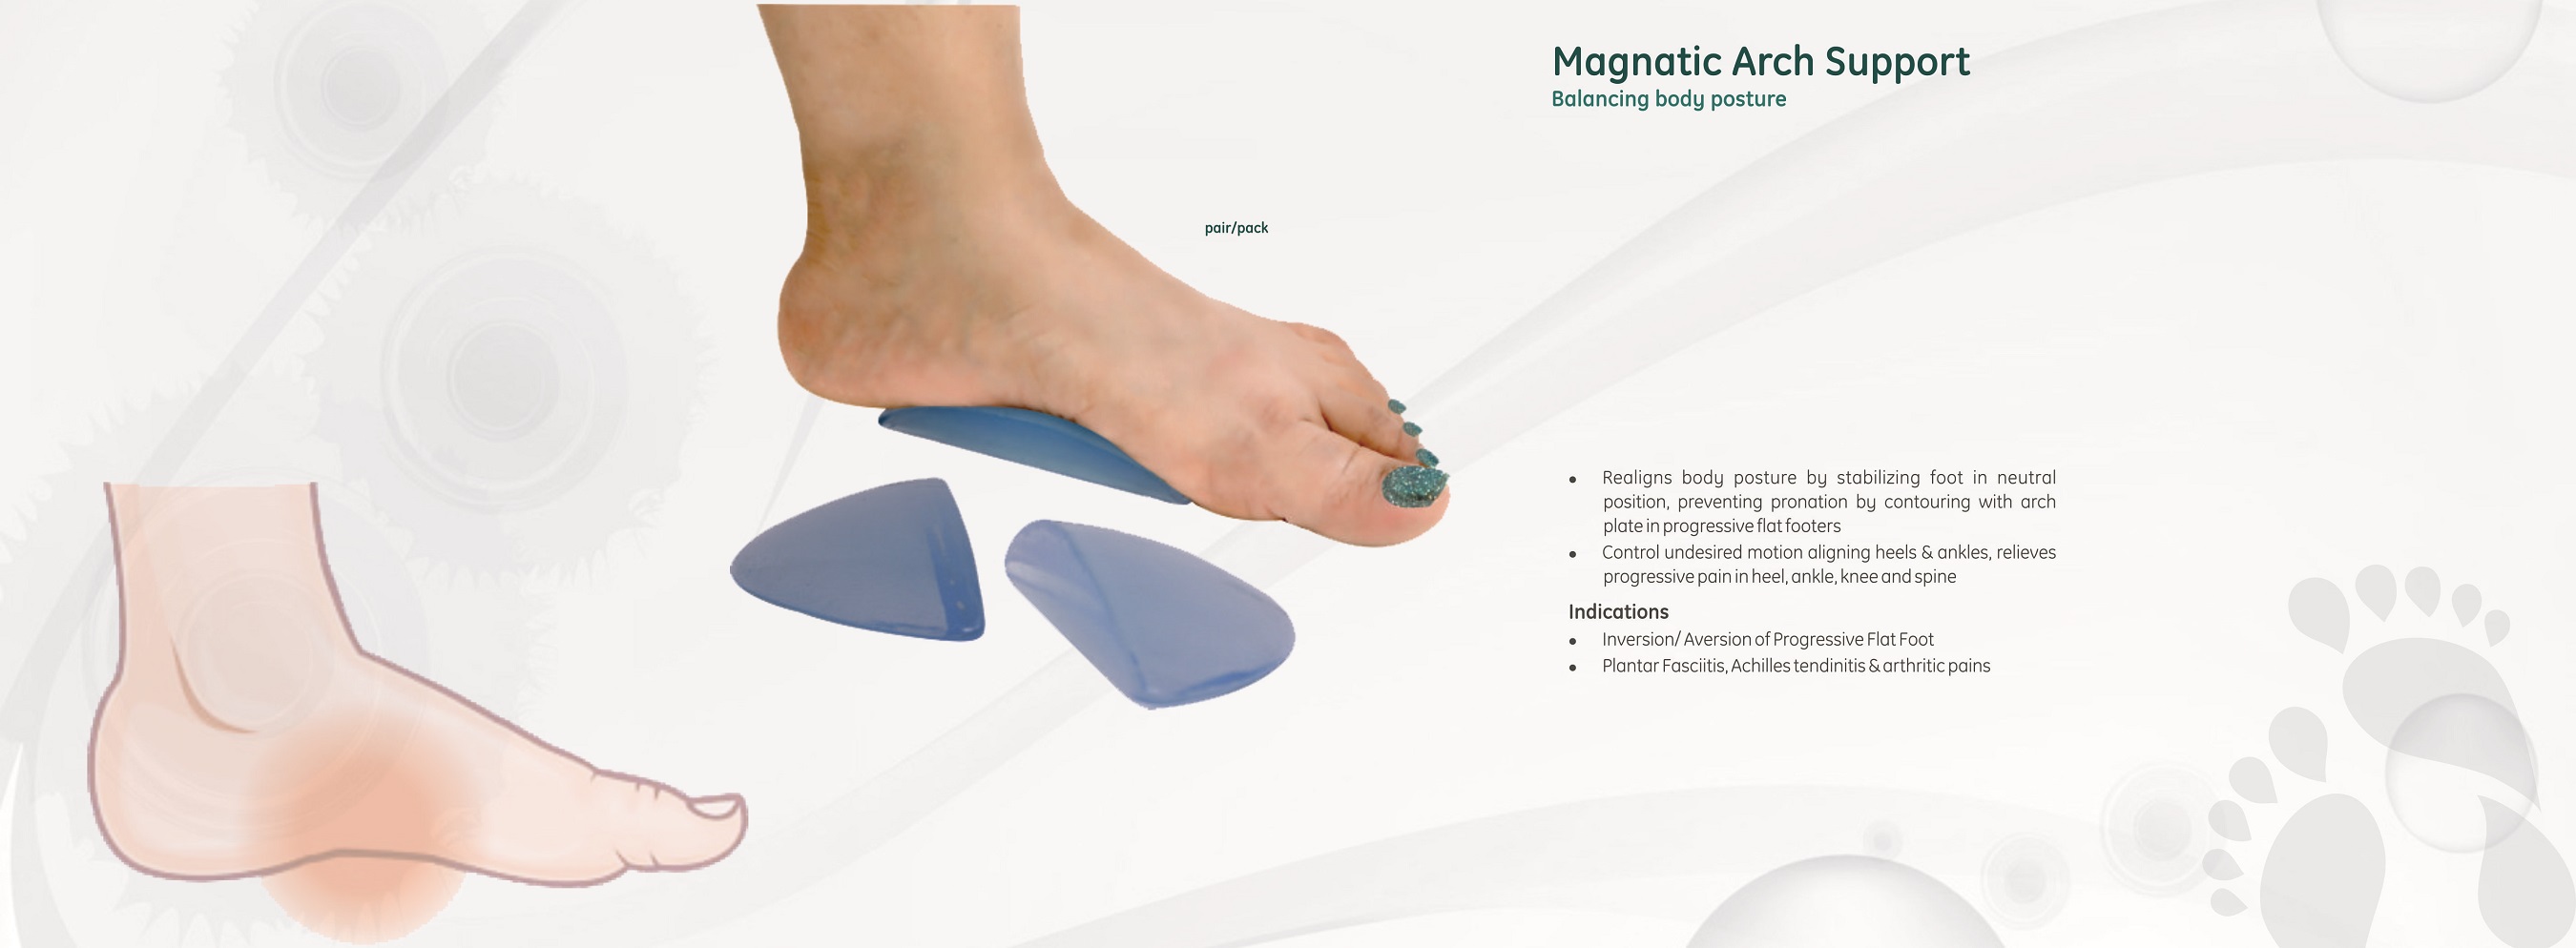 Magnatic Arch Support
Balancing body posture
pair/pack
• Realigns body posture by stabilizing foot in neutral
position, preventing pronation by contouring with arch
plate in progressive flat footers
• Control undesired motion aligning heels & ankles, relieves
progressive pain in heel, ankle, knee and spine
Indications
• Inversion/ Aversion of Progressive Flat Foot
• Plantar Fasciitis, Achilles tendinitis & arthritic pains